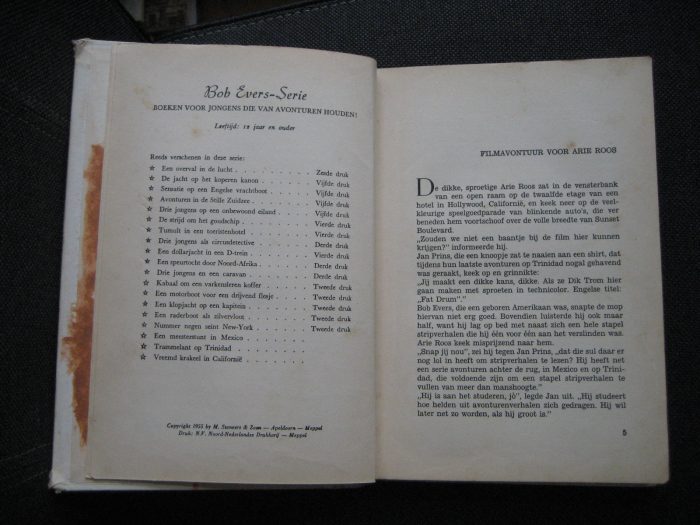 Bob Evers-Serie
BOEKEN VOOR JONGENS DIE VAN AVONTUREN HOUDEN!
Leeftijd: 12 jaar en ouder
Reeds verschenen in deze serie:
☆ Een overval in de lucht . . . . . . . . Zesde druk
☆ De jacht op het koperen kanon . . . . . Vijfde druk
☆ Sensatie op een Engelse vrachtboot . . . Vijfde druk
☆ Avonturen in de Stille Zuidzee . . . . . Vijfde druk
☆ Drie jongens op een onbewoond eiland . . Vijfde druk
☆ De strijd om het goudschip . . . . . . . Vierde druk
☆ Tumult in een toeristenhotel . . . . . . Vierde druk
☆ Drie jongens als circusdetective . . . . Derde druk
☆ Een dollarjacht in een D-trein . . . . . Vierde druk
☆ Een speurtocht door Noord-Afrika . . . . Derde druk
☆ Drie jongens en een caravan . . . . . . Derde druk
☆ Kabaal om een varkensleren koffer . . . Tweede druk
☆ Een motorboot voor een drijvend flesje . Tweede druk
☆ Een klopjacht op een kapitein . . . . . Tweede druk
☆ Een raderboot als zilvervloot . . . . . Tweede druk
☆ Nummer negen seint New-York . . . . . . Tweede druk
☆ Een meesterstunt in Mexico . . . . . . .
☆ Trammelant op Trinidad . . . . . . . . .
☆ Vreemd krakeel in Californië . . . . . .
Copyright 1955 by M. Stenvert & Zoon — Apeldoorn — Meppel
Druk: N.V. Noord-Nederlandse Drukkerij — Meppel
FILMAVONTUUR VOOR ARIE ROOS
De dikke, sproetige Arie Roos zat in de vensterbank
van een open raam op de twaalfde etage van een
hotel in Hollywood, Californië, en keek neer op de veel-
kleurige speelgoedparade van blinkende auto's, die ver
beneden hem voortschoof over de volle breedte van Sunset
Boulevard.
„Zouden we niet een baantje bij de film hier kunnen
krijgen?" informeerde hij.
Jan Prins, die een knoopje zat te naaien aan een shirt, dat
tijdens hun laatste avonturen op Trinidad nogal gehavend
was geraakt, keek op en grinnikte:
„Jij maakt een dikke kans, dikke. Als ze Dik Trom hier
gaan maken met sproeten in technicolor. Engelse titel:
„Fat Drum".
Bob Evers, die een geboren Amerikaan was, snapte de mop
hiervan niet erg goed. Bovendien luisterde hij ook maar
half, want hij lag op bed met naast zich een hele stapel
stripverhalen die hij één voor één aan het verslinden was.
Arie Roos keek misprijzend naar hem.
„Snap jij nou", zei hij tegen Jan Prins, „dat die sul daar er
nog lol in heeft om stripverhalen te lezen? Hij heeft net
een serie avonturen achter de rug, in Mexico en op Trini-
dad, die voldoende zijn om een stapel stripverhalen te
vullen van meer dan manshoogte."
„Hij is aan het studeren, jò", legde Jan uit. „Hij studeert
hoe helden uit avonturenverhalen zich gedragen. Hij wil
later net zo worden, als hij groot is."
5